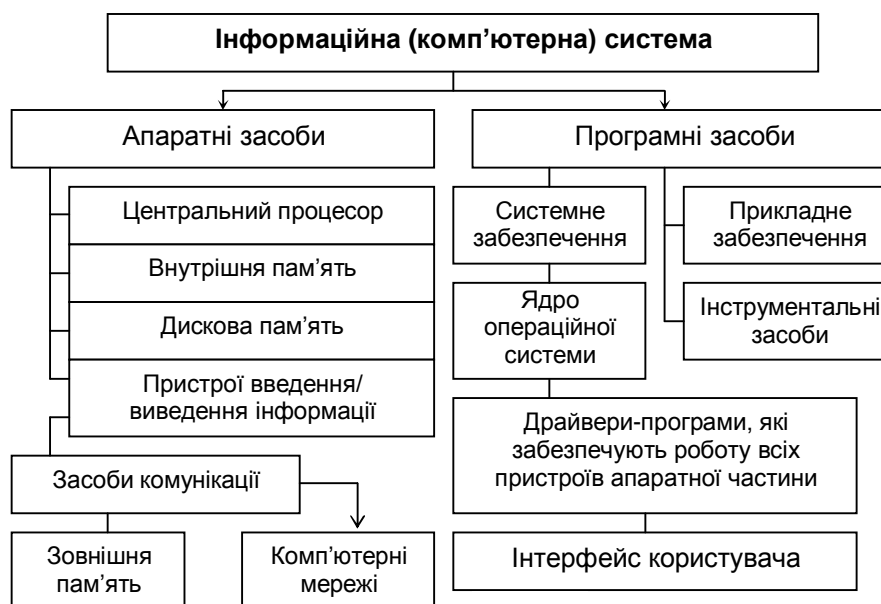 Інформаційна (комп’ютерна) система
Апаратні засоби
Центральний процесор
Внутрішня пам’ять
Дискова пам’ять
Пристрої введення/
виведення інформації
Засоби комунікації
Зовнішня
пам’ять
Комп’ютерні
мережі
Програмні засоби
Системне
забезпечення
Прикладне
забезпечення
Ядро
операційної
системи
Інструментальні
засоби
Драйвери-програми, які
забезпечують роботу всіх
пристроїв апаратної частини
Інтерфейс користувача